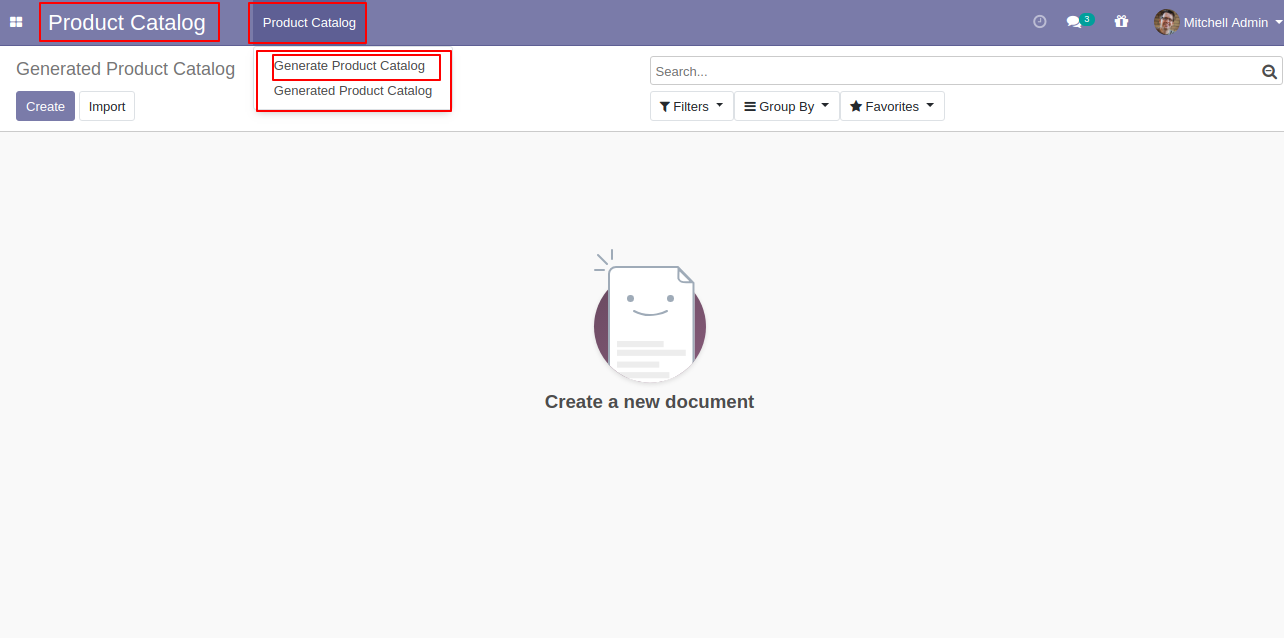 Product Catalog
Product Catalog
3
Mitchell Admin
Generate Product Catalog
Generated Product Catalog
Generated Product Catalog
Search...
Create
Import
Filters
Group By
Favorites
Create a new document